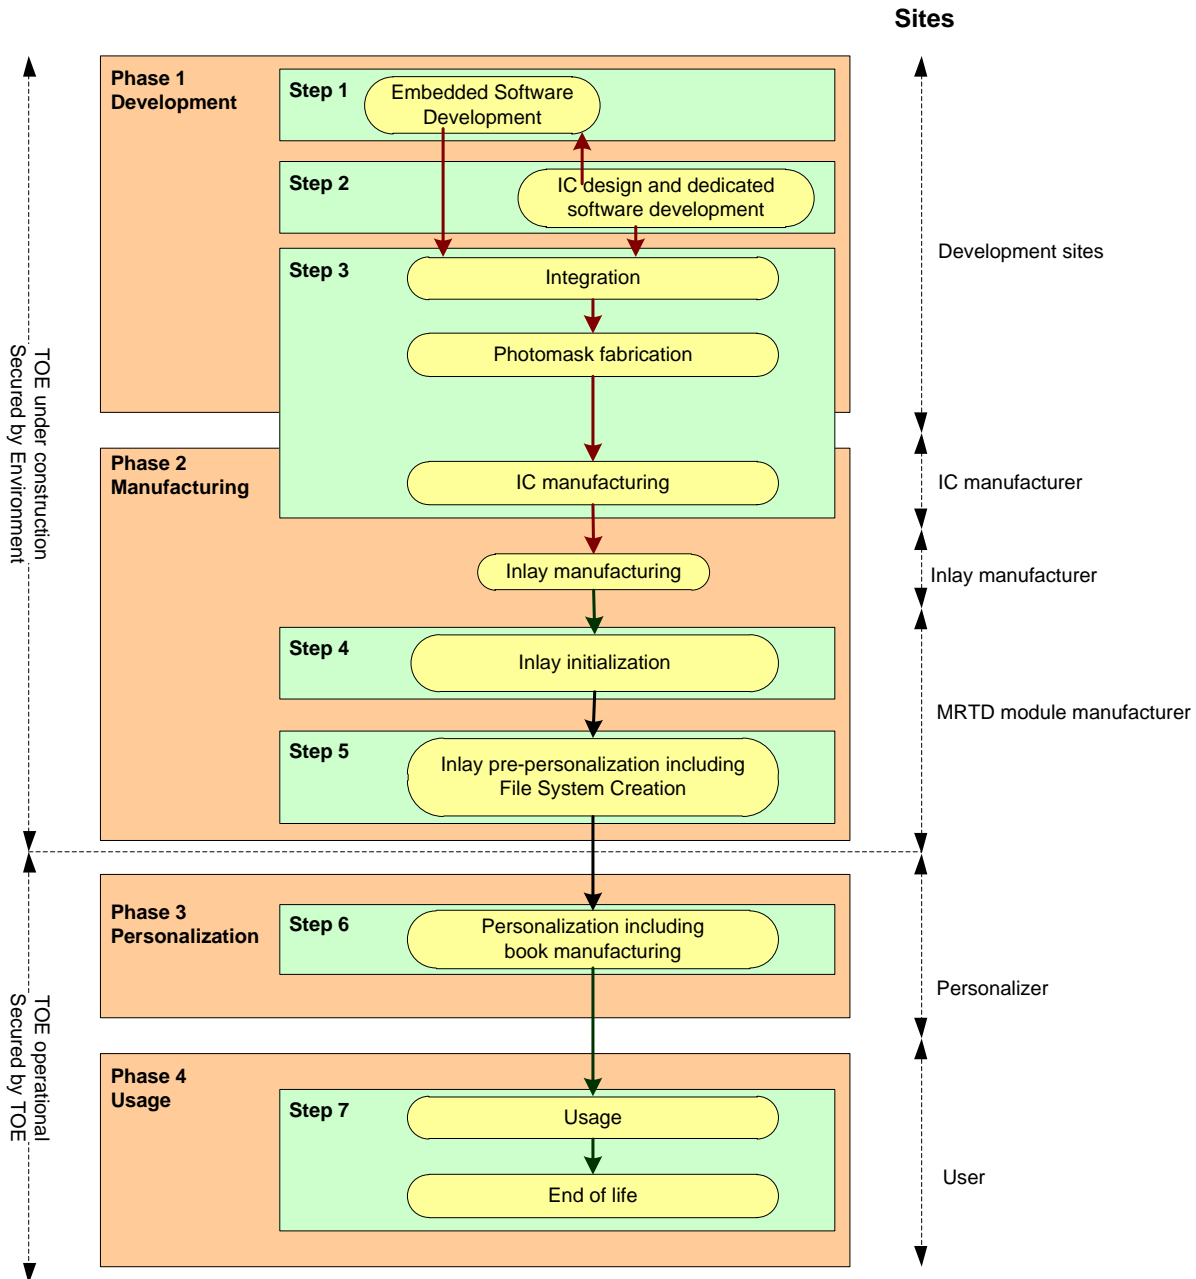 Sites
Phase 1
Development
Step 1
Embedded Software
Development
Step 2
IC design and dedicated
software development
Step 3
Integration
Development sites
Photomask fabrication
TOE under construction
Secured by Environment
Phase 2
Manufacturing
IC manufacturing
IC manufacturer
Inlay manufacturing
Inlay manufacturer
Step 4
Inlay initialization
MRTD module manufacturer
Step 5
Inlay pre-personalization including
File System Creation
Phase 3
Personalization
Step 6
Personalization including
book manufacturing
Personalizer
TOE operational
Secured by TOE
Phase 4
Usage
Step 7
Usage
End of life
User